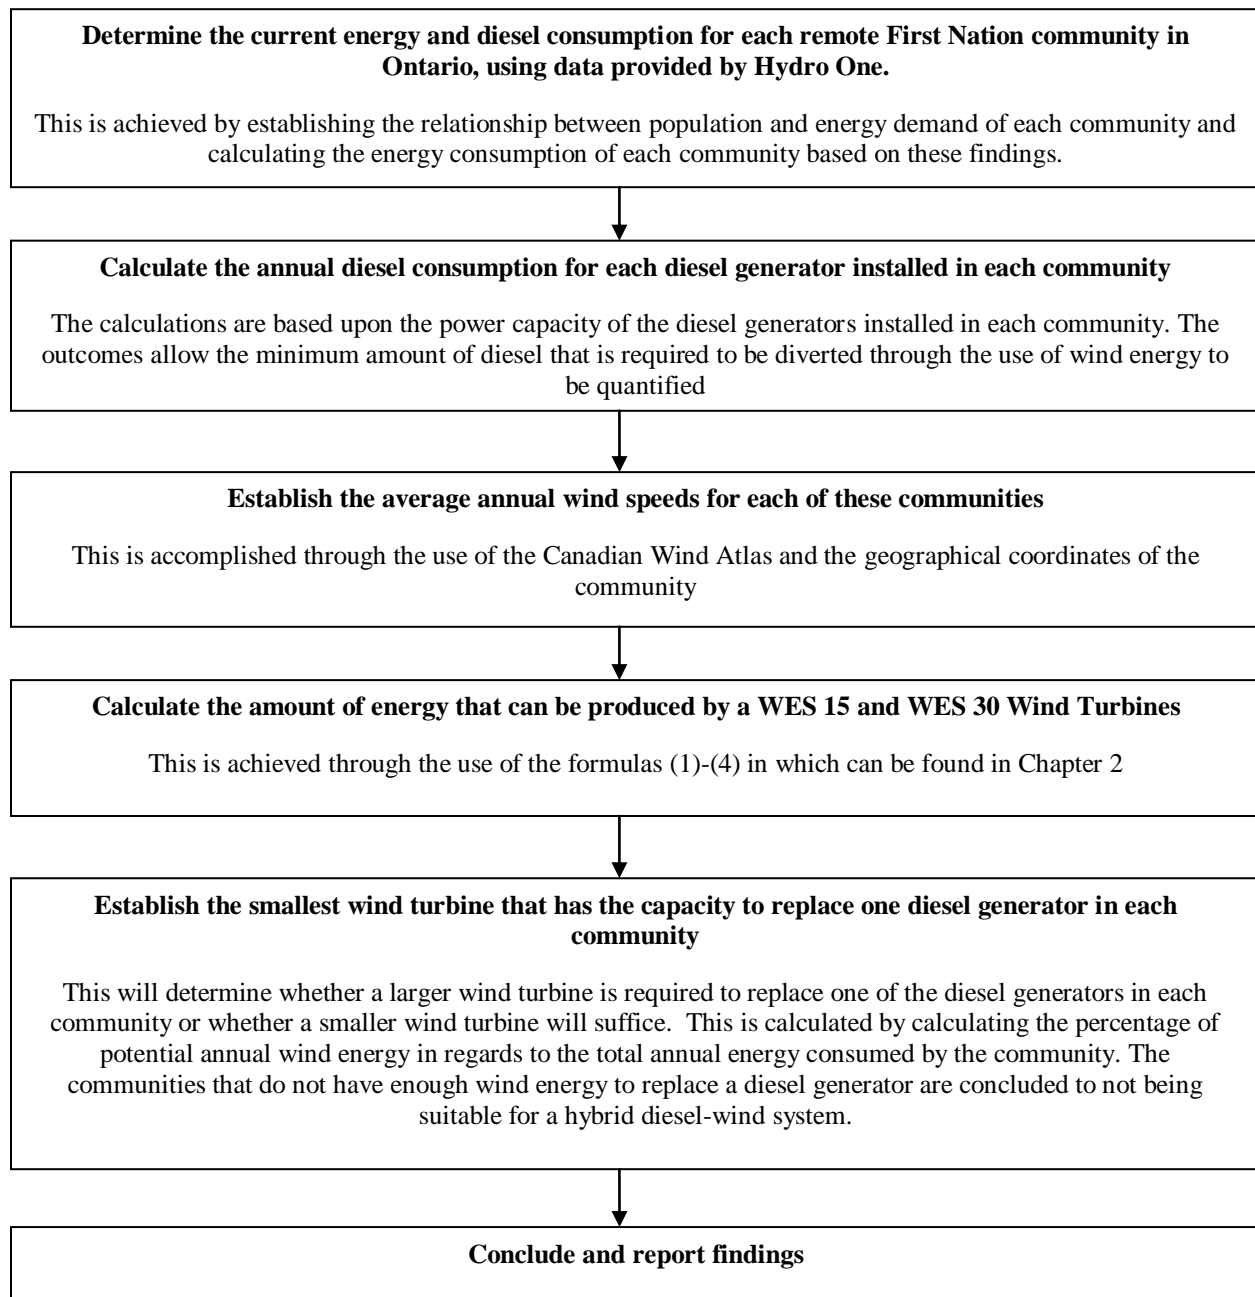 Determine the current energy and diesel consumption for each remote First Nation community in
Ontario, using data provided by Hydro One.
This is achieved by establishing the relationship between population and energy demand of each community and
calculating the energy consumption of each community based on these findings.
Calculate the annual diesel consumption for each diesel generator installed in each community
The calculations are based upon the power capacity of the diesel generators installed in each community. The
outcomes allow the minimum amount of diesel that is required to be diverted through the use of wind energy to
be quantified
Establish the average annual wind speeds for each of these communities
This is accomplished through the use of the Canadian Wind Atlas and the geographical coordinates of the
community
Calculate the amount of energy that can be produced by a WES 15 and WES 30 Wind Turbines
This is achieved through the use of the formulas (1)-(4) in which can be found in Chapter 2
Establish the smallest wind turbine that has the capacity to replace one diesel generator in each
community
This will determine whether a larger wind turbine is required to replace one of the diesel generators in each
community or whether a smaller wind turbine will suffice. This is calculated by calculating the percentage of
potential annual wind energy in regards to the total annual energy consumed by the community. The
communities that do not have enough wind energy to replace a diesel generator are concluded to not being
suitable for a hybrid diesel-wind system.
Conclude and report findings